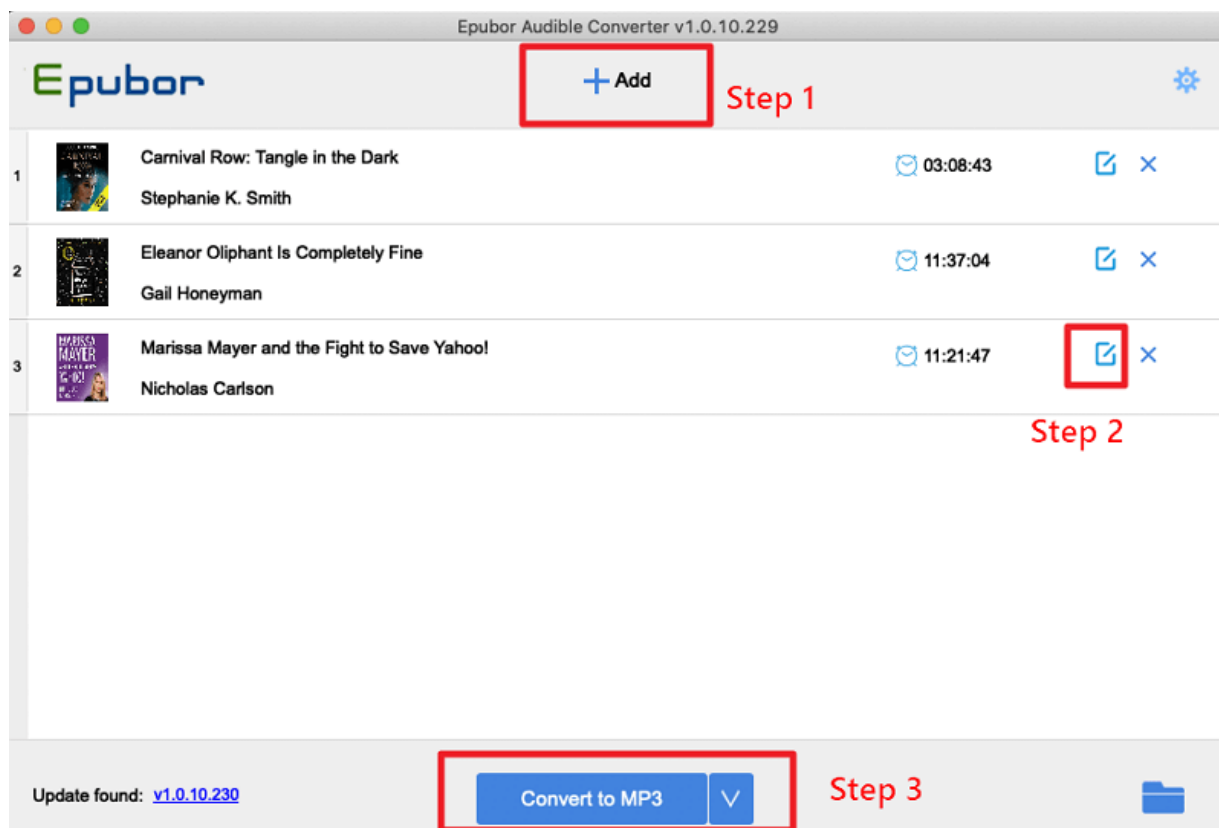 Epubor Audible Converter v1.0.10.229
Epubor
+ Add
Step 1
1
Carnival Row: Tangle in the Dark
03:08:43
Stephanie K. Smith
2
Eleanor Oliphant Is Completely Fine
11:37:04
Gail Honeyman
3
MARISSA
MAYER
Marissa Mayer and the Fight to Save Yahoo!
11:21:47
Nicholas Carlson
Step 2
Update found: v1.0.10.230
Convert to MP3
Step 3